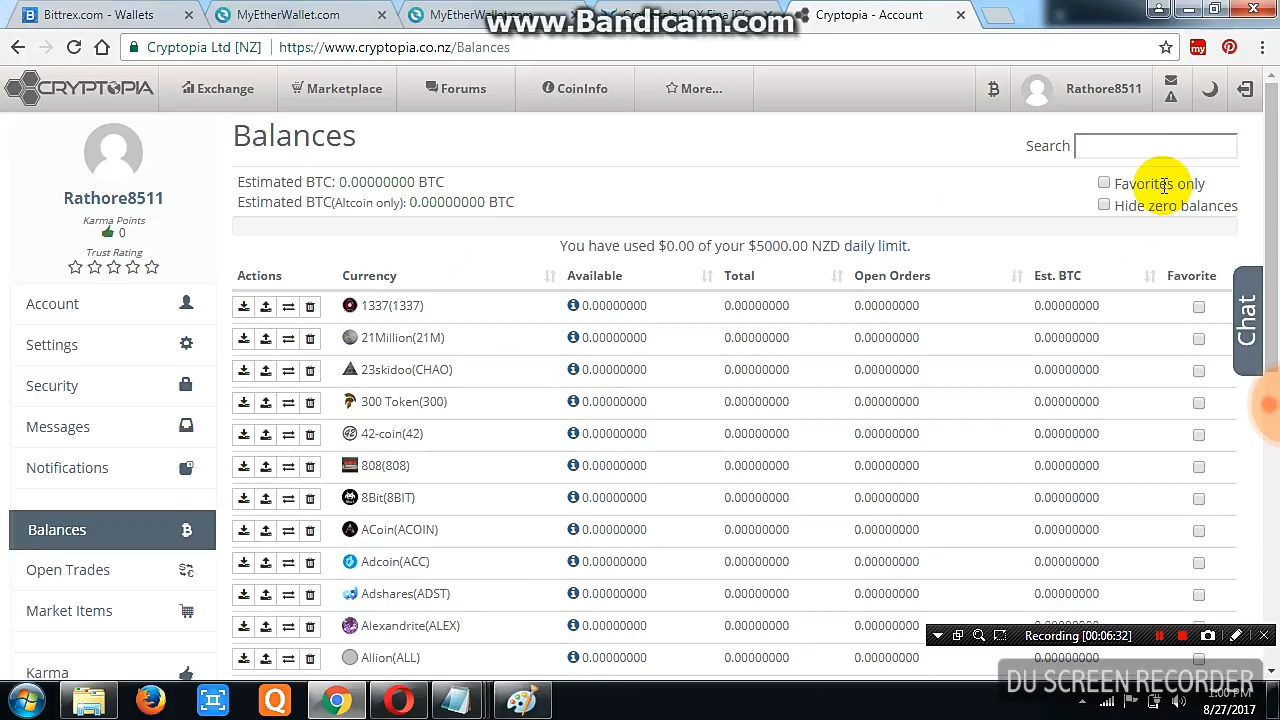 Bittrex.com - Wallets
MyEtherWallet.com
MyEtherWallet
Cryptopia - Account
www.Bandicam.com
Cryptopia Ltd [NZ] https://www.cryptopia.co.nz/Balances
my
CRYPTOPIA
Exchange
Marketplace
Forums
CoinInfo
More...
Rathore8511
Rathore8511
Karma Points
0
Trust Rating
Account
Settings
Security
Messages
Notifications
Balances
Open Trades
Market Items
Karma
Balances
Search
Estimated BTC: 0.00000000 BTC
Favorites only
Estimated BTC(Altcoin only): 0.00000000 BTC
Hide zero balances
You have used $0.00 of your $5000.00 NZD daily limit.
Actions Currency Available Total Open Orders Est. BTC Favorite
1337(1337) 0.00000000 0.00000000 0.00000000 0.00000000
21Million(21M) 0.00000000 0.00000000 0.00000000 0.00000000
23skidoo(CHAO) 0.00000000 0.00000000 0.00000000 0.00000000
300 Token(300) 0.00000000 0.00000000 0.00000000 0.00000000
42-coin(42) 0.00000000 0.00000000 0.00000000 0.00000000
808(808) 0.00000000 0.00000000 0.00000000 0.00000000
8Bit(8BIT) 0.00000000 0.00000000 0.00000000 0.00000000
ACoin(ACOIN) 0.00000000 0.00000000 0.00000000 0.00000000
Adcoin(ACC) 0.00000000 0.00000000 0.00000000 0.00000000
Adshares(ADST) 0.00000000 0.00000000 0.00000000 0.00000000
Alexandrite(ALEX) 0.00000000 0.00000000 0.00000000
Allion(ALL) 0.00000000 0.00000000 0.00000000 0.00000000
Chat
Recording [00:06:32]
DU SCREEN RECORDER
1:00 PM
8/27/2017